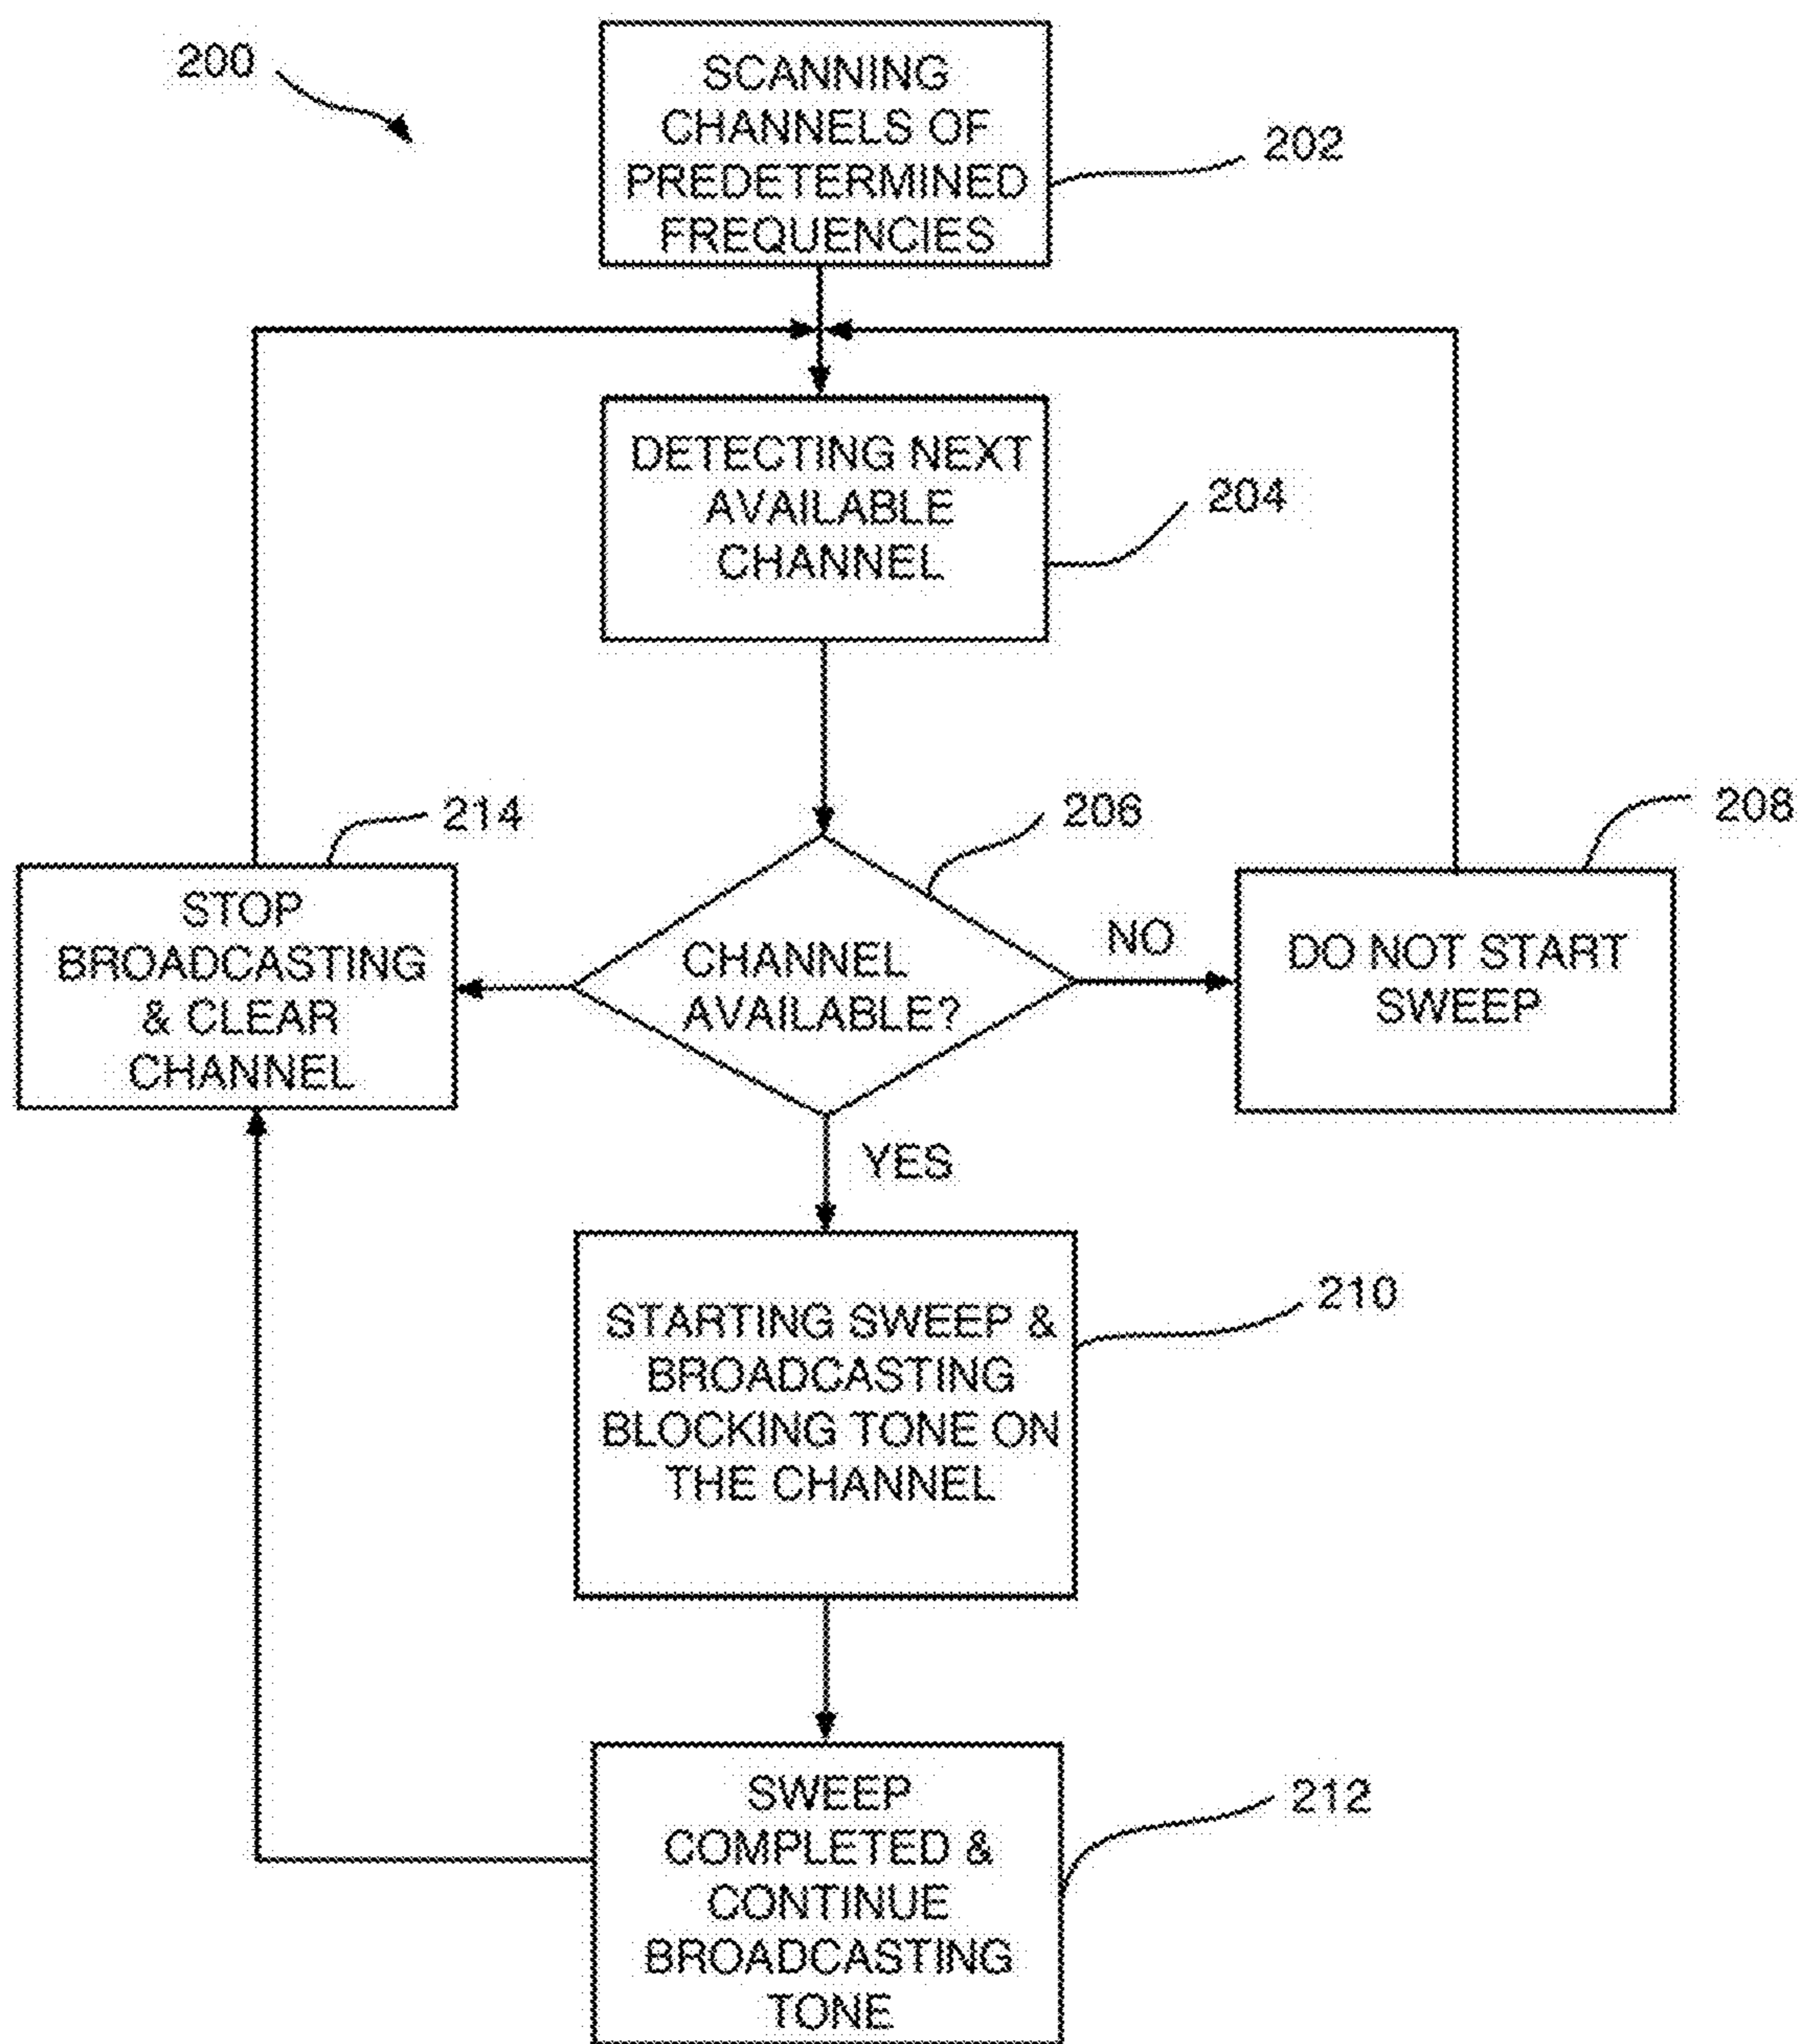 200
SCANNING
CHANNELS OF
PREDETERMINED
FREQUENCIES
202
DETECTING NEXT
AVAILABLE
CHANNEL
204
214
STOP
BROADCASTING
& CLEAR
CHANNEL
206
CHANNEL
AVAILABLE?
NO
208
DO NOT START
SWEEP
YES
210
STARTING SWEEP &
BROADCASTING
BLOCKING TONE ON
THE CHANNEL
212
SWEEP
COMPLETED &
CONTINUE
BROADCASTING
TONE